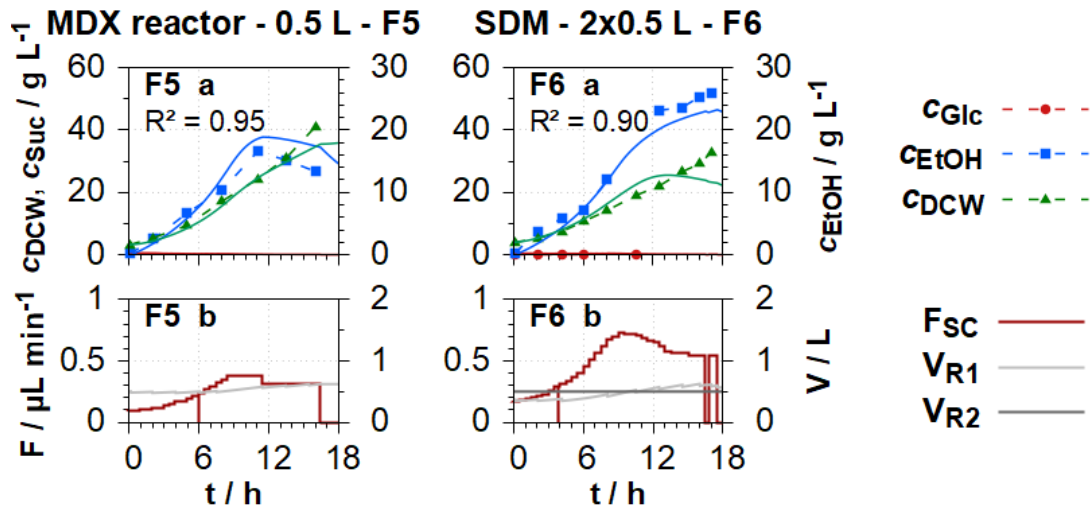 MDX reactor - 0.5 L - F5
SDM - 2x0.5 L - F6
cDCW, cSuc / g L-1
60
40
20
0
F5 a
R² = 0.95
30
20
10
0
60
40
20
0
F6 a
R² = 0.90
30
20
10
0
cEtOH / g L-1
cGlc
cEtOH
cDCW
F / µL min-1
1
0.5
0
F5 b
2
1
0
0
6
12
18
t / h
1
0.5
0
F6 b
2
1
0
0
6
12
18
t / h
V / L
FSC
VR1
VR2